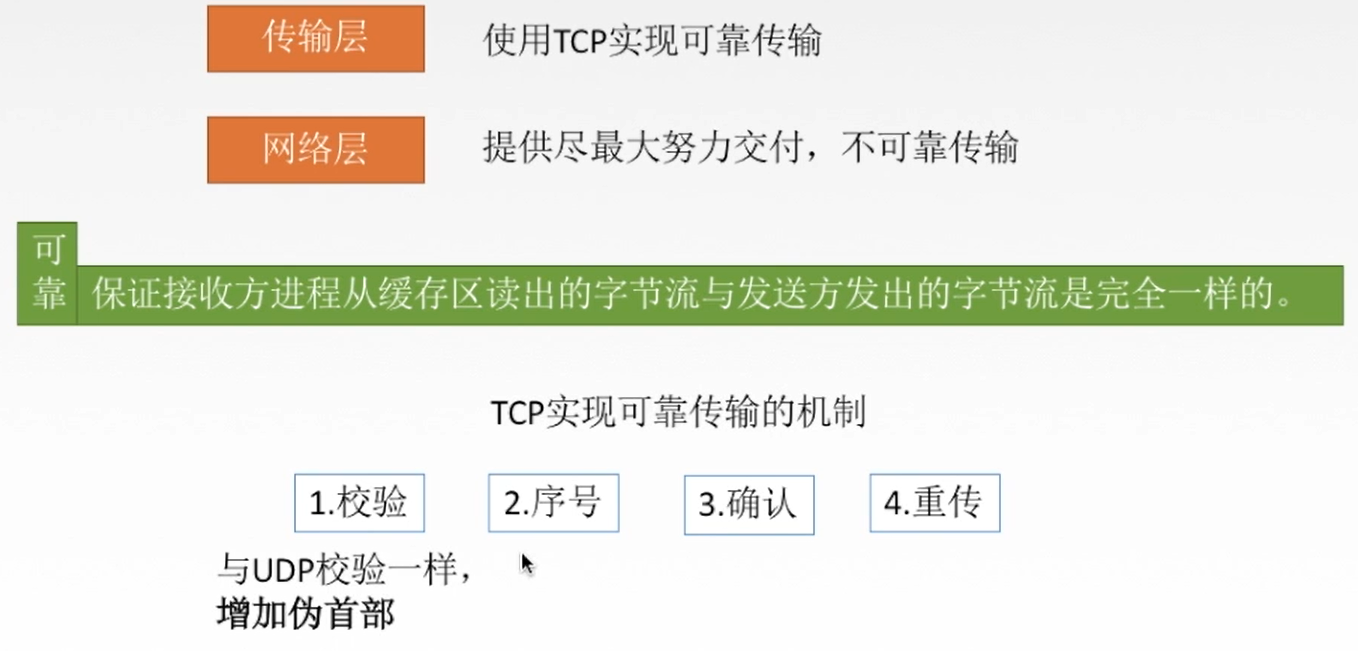 传输层 使用TCP实现可靠传输
网络层 提供尽最大努力交付，不可靠传输
可靠 保证接收方进程从缓存区读出的字节流与发送方发出的字节流是完全一样的。
TCP实现可靠传输的机制
1.校验 2.序号 3.确认 4.重传
与UDP校验一样，
增加伪首部